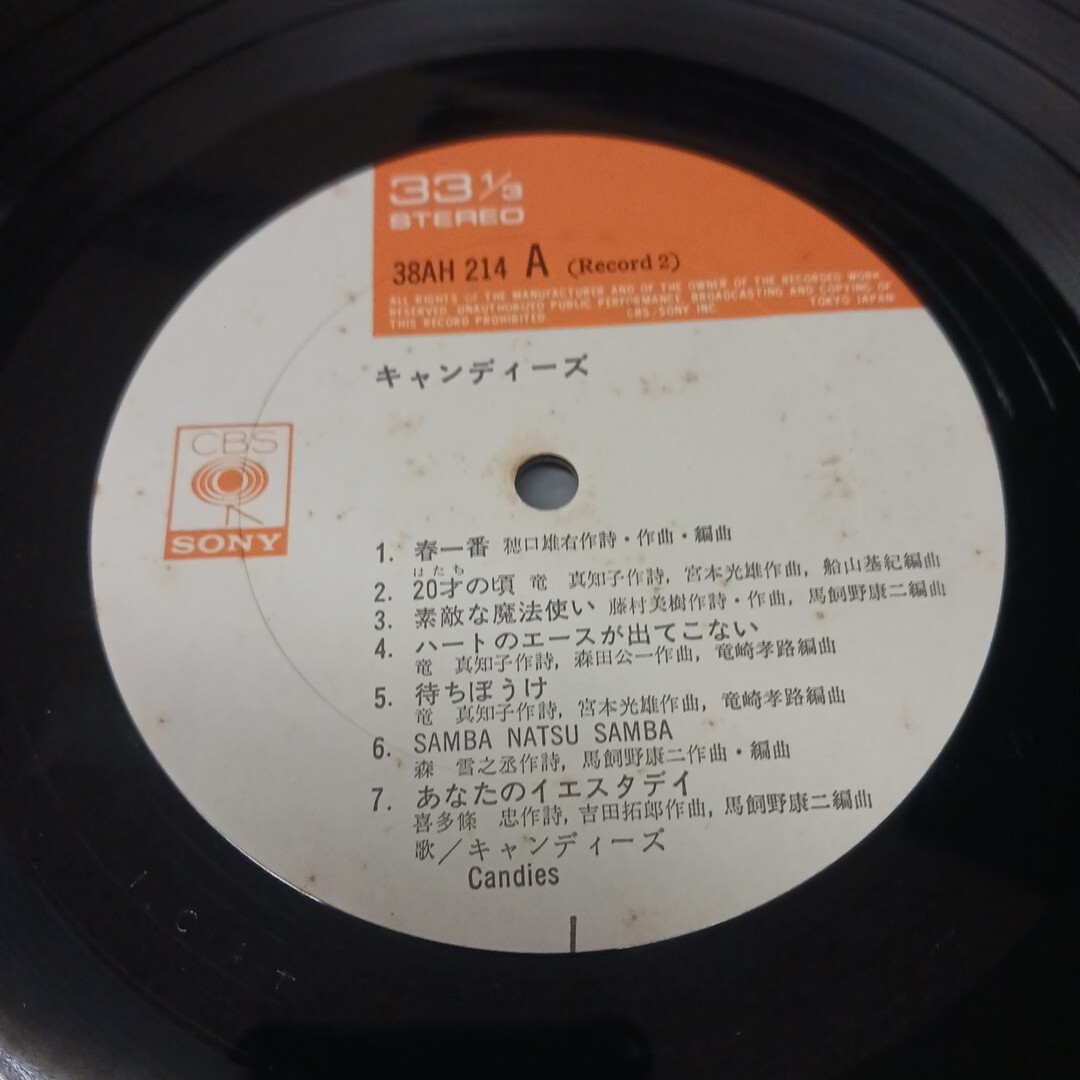 33 1/3
STEREO
38AH 214 A (Record 2)
ALL RIGHTS OF THE MANUFACTURER AND OF THE OWNER OF THE RECORDED WORK
RESERVED UNAUTHORIZED PUBLIC PERFORMANCE, BROADCASTING AND COPYING OF
THIS RECORD PROHIBITED CBS/SONY INC. TOKYO JAPAN
キャンディーズ
CBS
SONY
1. 春一番 穂口雄右作詩・作曲・編曲
はたち
2. 20才の頃 竜 真知子作詩, 宮本光雄作曲, 船山基紀編曲
3. 素敵な魔法使い 藤村美樹作詩・作曲, 馬飼野康二編曲
4. ハートのエースが出てこない
竜 真知子作詩, 森田公一作曲, 竜崎孝路編曲
5. 待ちぼうけ
竜 真知子作詩, 宮本光雄作曲, 竜崎孝路編曲
6. SAMBA NATSU SAMBA
森 雪之丞作詩, 馬飼野康二作曲・編曲
7. あなたのイエスタデイ
喜多條 忠作詩, 吉田拓郎作曲, 馬飼野康二編曲
歌／キャンディーズ
Candies